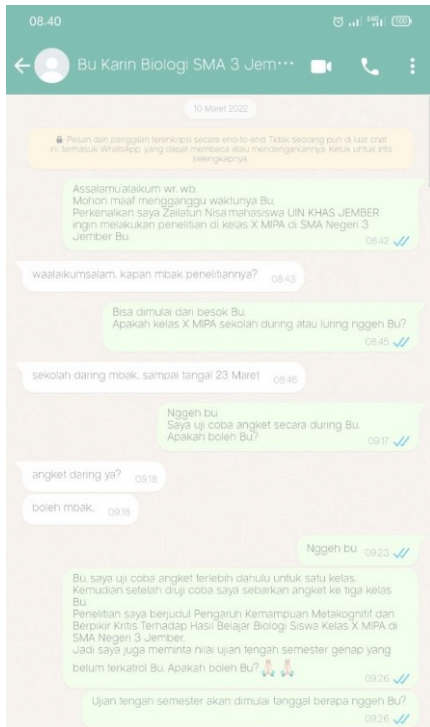 08.40
100
Bu Karin Biologi SMA 3 Jem···
10 Maret 2022
Pesan dan panggilan terenkripsi secara end-to-end. Tidak seorang pun di luar chat
ini, termasuk WhatsApp, yang dapat membaca atau mendengarkannya. Ketuk untuk info
selengkapnya.
Assalamu'alaikum wr. wb.
Mohon maaf mengganggu waktunya Bu.
Perkenalkan saya Zailatun Nisa mahasiswa UIN KHAS JEMBER
ingin melakukan penelitian di kelas X MIPA di SMA Negeri 3
Jember Bu.
08.42
waalaikumsalam, kapan mbak penelitiannya?
08.43
Bisa dimulai dari besok Bu.
Apakah kelas X MIPA sekolah during atau luring nggeh Bu?
08.45
sekolah daring mbak, sampai tangal 23 Maret
08.46
Nggeh bu.
Saya uji coba angket secara during Bu.
Apakah boleh Bu?
09.17
angket daring ya?
09.18
boleh mbak,
09.18
Nggeh bu
09.23
Bu, saya uji coba angket terlebih dahulu untuk satu kelas.
Kemudian setelah diuji coba saya sebarkan angket ke tiga kelas
Bu.
Penelitian saya berjudul Pengaruh Kemampuan Metakognitif dan
Berpikir Kritis Terhadap Hasil Belajar Biologi Siswa Kelas X MIPA di
SMA Negeri 3 Jember.
Jadi saya juga meminta nilai ujian tengah semester genap yang
belum terkatrol Bu. Apakah boleh Bu? 🙏🏻🙏🏻
09.26
Ujian tengah semester akan dimulai tanggal berapa nggeh Bu?
09.26